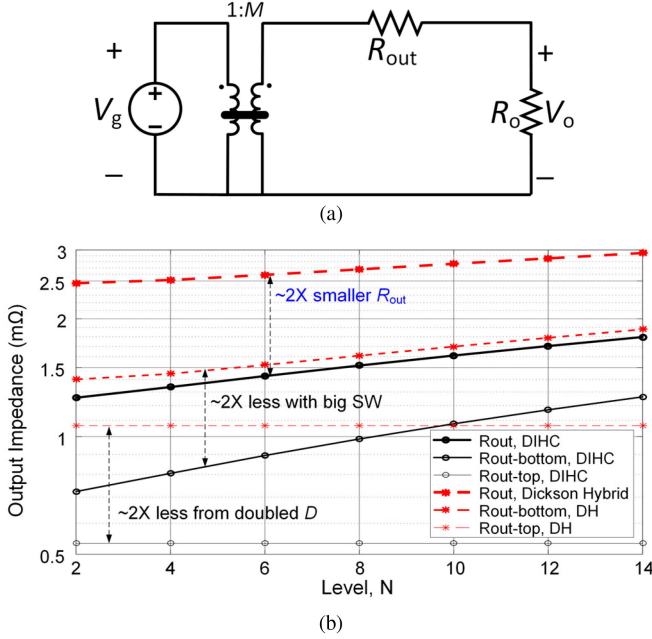 1:M
+
+
V_g
+
−
R_out
R_o
V_o
−
−
(a)
Output Impedance (mΩ)
3
2.5
2
1.5
1
0.5
~2X smaller R_out
~2X less with big SW
~2X less from doubled D
Rout, DIHC
Rout-bottom, DIHC
Rout-top, DIHC
Rout, Dickson Hybrid
Rout-bottom, DH
Rout-top, DH
2 4 6 8 10 12 14
Level, N
(b)